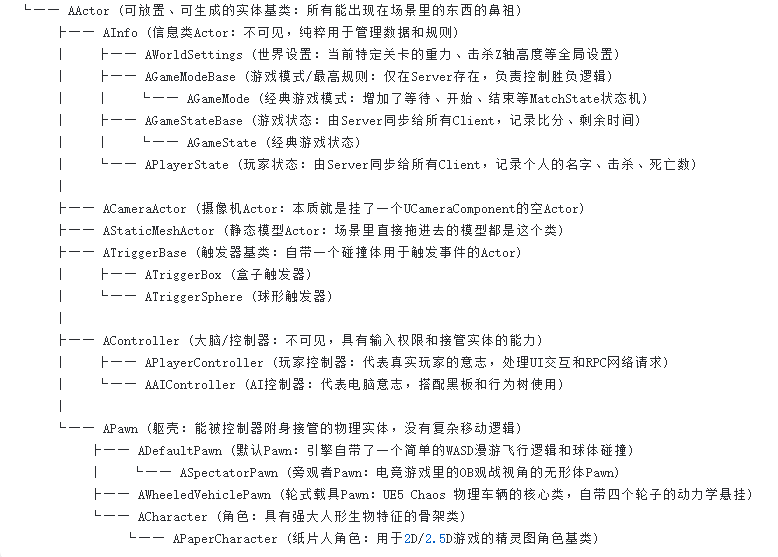 └── AActor (可放置、可生成的实体基类：所有能出现在场景里的东西的鼻祖)
├── AInfo (信息类Actor：不可见，纯粹用于管理数据和规则)
│   ├── AWorldSettings (世界设置：当前特定关卡的重力、击杀Z轴高度等全局设置)
│   ├── AGameModeBase (游戏模式/最高规则：仅在Server存在，负责控制胜负逻辑)
│   │   └── AGameMode (经典游戏模式：增加了等待、开始、结束等MatchState状态机)
│   ├── AGameStateBase (游戏状态：由Server同步给所有Client，记录比分、剩余时间)
│   │   └── AGameState (经典游戏状态)
│   └── APlayerState (玩家状态：由Server同步给所有Client，记录个人的名字、击杀、死亡数)
│
├── ACameraActor (摄像机Actor：本质就是挂了一个UCameraComponent的空Actor)
├── AStaticMeshActor (静态模型Actor：场景里直接拖进去的模型都是这个类)
├── ATriggerBase (触发器基类：自带一个碰撞体用于触发事件的Actor)
│   ├── ATriggerBox (盒子触发器)
│   └── ATriggerSphere (球形触发器)
│
├── AController (大脑/控制器：不可见，具有输入权限和接管实体的能力)
│   ├── APlayerController (玩家控制器：代表真实玩家的意志，处理UI交互和RPC网络请求)
│   └── AAIController (AI控制器：代表电脑意志，搭配黑板和行为树使用)
│
└── APawn (躯壳：能被控制器附身接管的物理实体，没有复杂移动逻辑)
├── ADefaultPawn (默认Pawn：引擎自带了一个简单的WASD漫游飞行逻辑和球体碰撞)
│   └── ASpectatorPawn (旁观者Pawn：电竞游戏里的OB观战视角的无形体Pawn)
├── AWheeledVehiclePawn (轮式载具Pawn：UE5 Chaos 物理车辆的核心类，自带四个轮子的动力学悬挂)
└── ACharacter (角色：具有强大人形生物特征的骨架类)
└── APaperCharacter (纸片人角色：用于2D/2.5D游戏的精灵图角色基类)